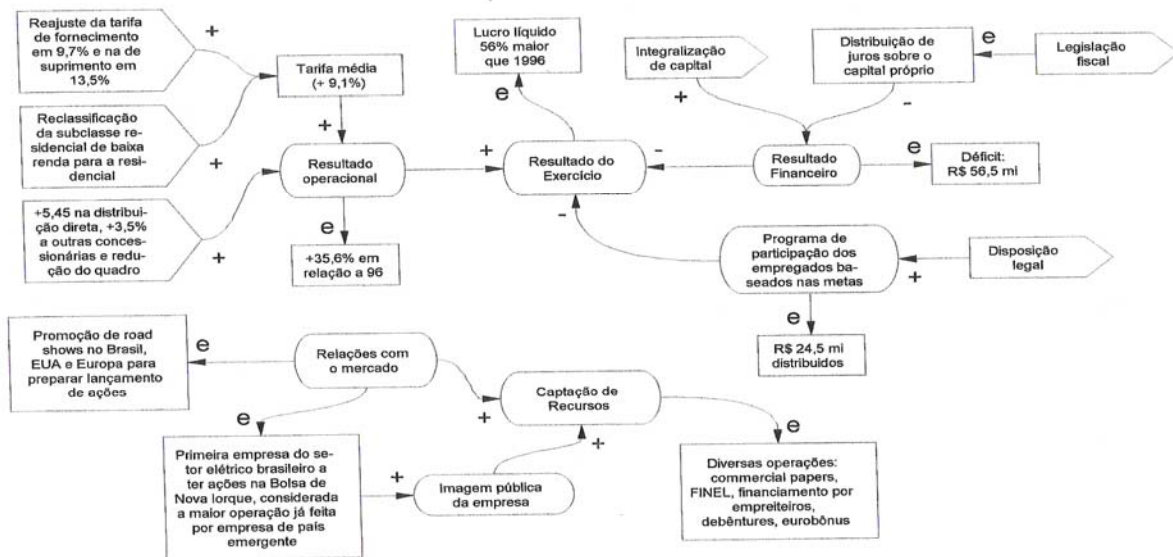 Reajuste da tarifa
de fornecimento
em 9,7% e na de
suprimento em
13,5%
+
Tarifa média
(+ 9,1%)
Reclassificação
da subclasse re-
sidencial de baixa
renda para a resi-
dencial
+
+
Resultado
operacional
+
+5,45 na distribui-
ção direta, +3,5%
a outras conces-
sionárias e redu-
ção do quadro
+
e
+35,6% em
relação a 96
Lucro líquido
56% maior
que 1996
e
Resultado do
Exercício
-
-
Integralização
de capital
+
Distribuição de
juros sobre o
capital próprio
-
e
Legislação
fiscal
Resultado
Financeiro
e
Déficit:
R$ 56,5 mi
Programa de
participação dos
empregados ba-
seados nas metas
+
Disposição
legal
e
R$ 24,5 mi
distribuidos
Promoção de road
shows no Brasil,
EUA e Europa para
preparar lançamento
de ações
e
Relações com
o mercado
e
+
Captação de
Recursos
+
e
Primeira empresa do se-
tor elétrico brasileiro a
ter ações na Bolsa de
Nova Iorque, considerada
a maior operação já feita
por empresa de país
emergente
+
Imagem pública
da empresa
Diversas operações:
commercial papers,
FINEL, financiamento por
empreiteiros,
debêntures, eurobônus